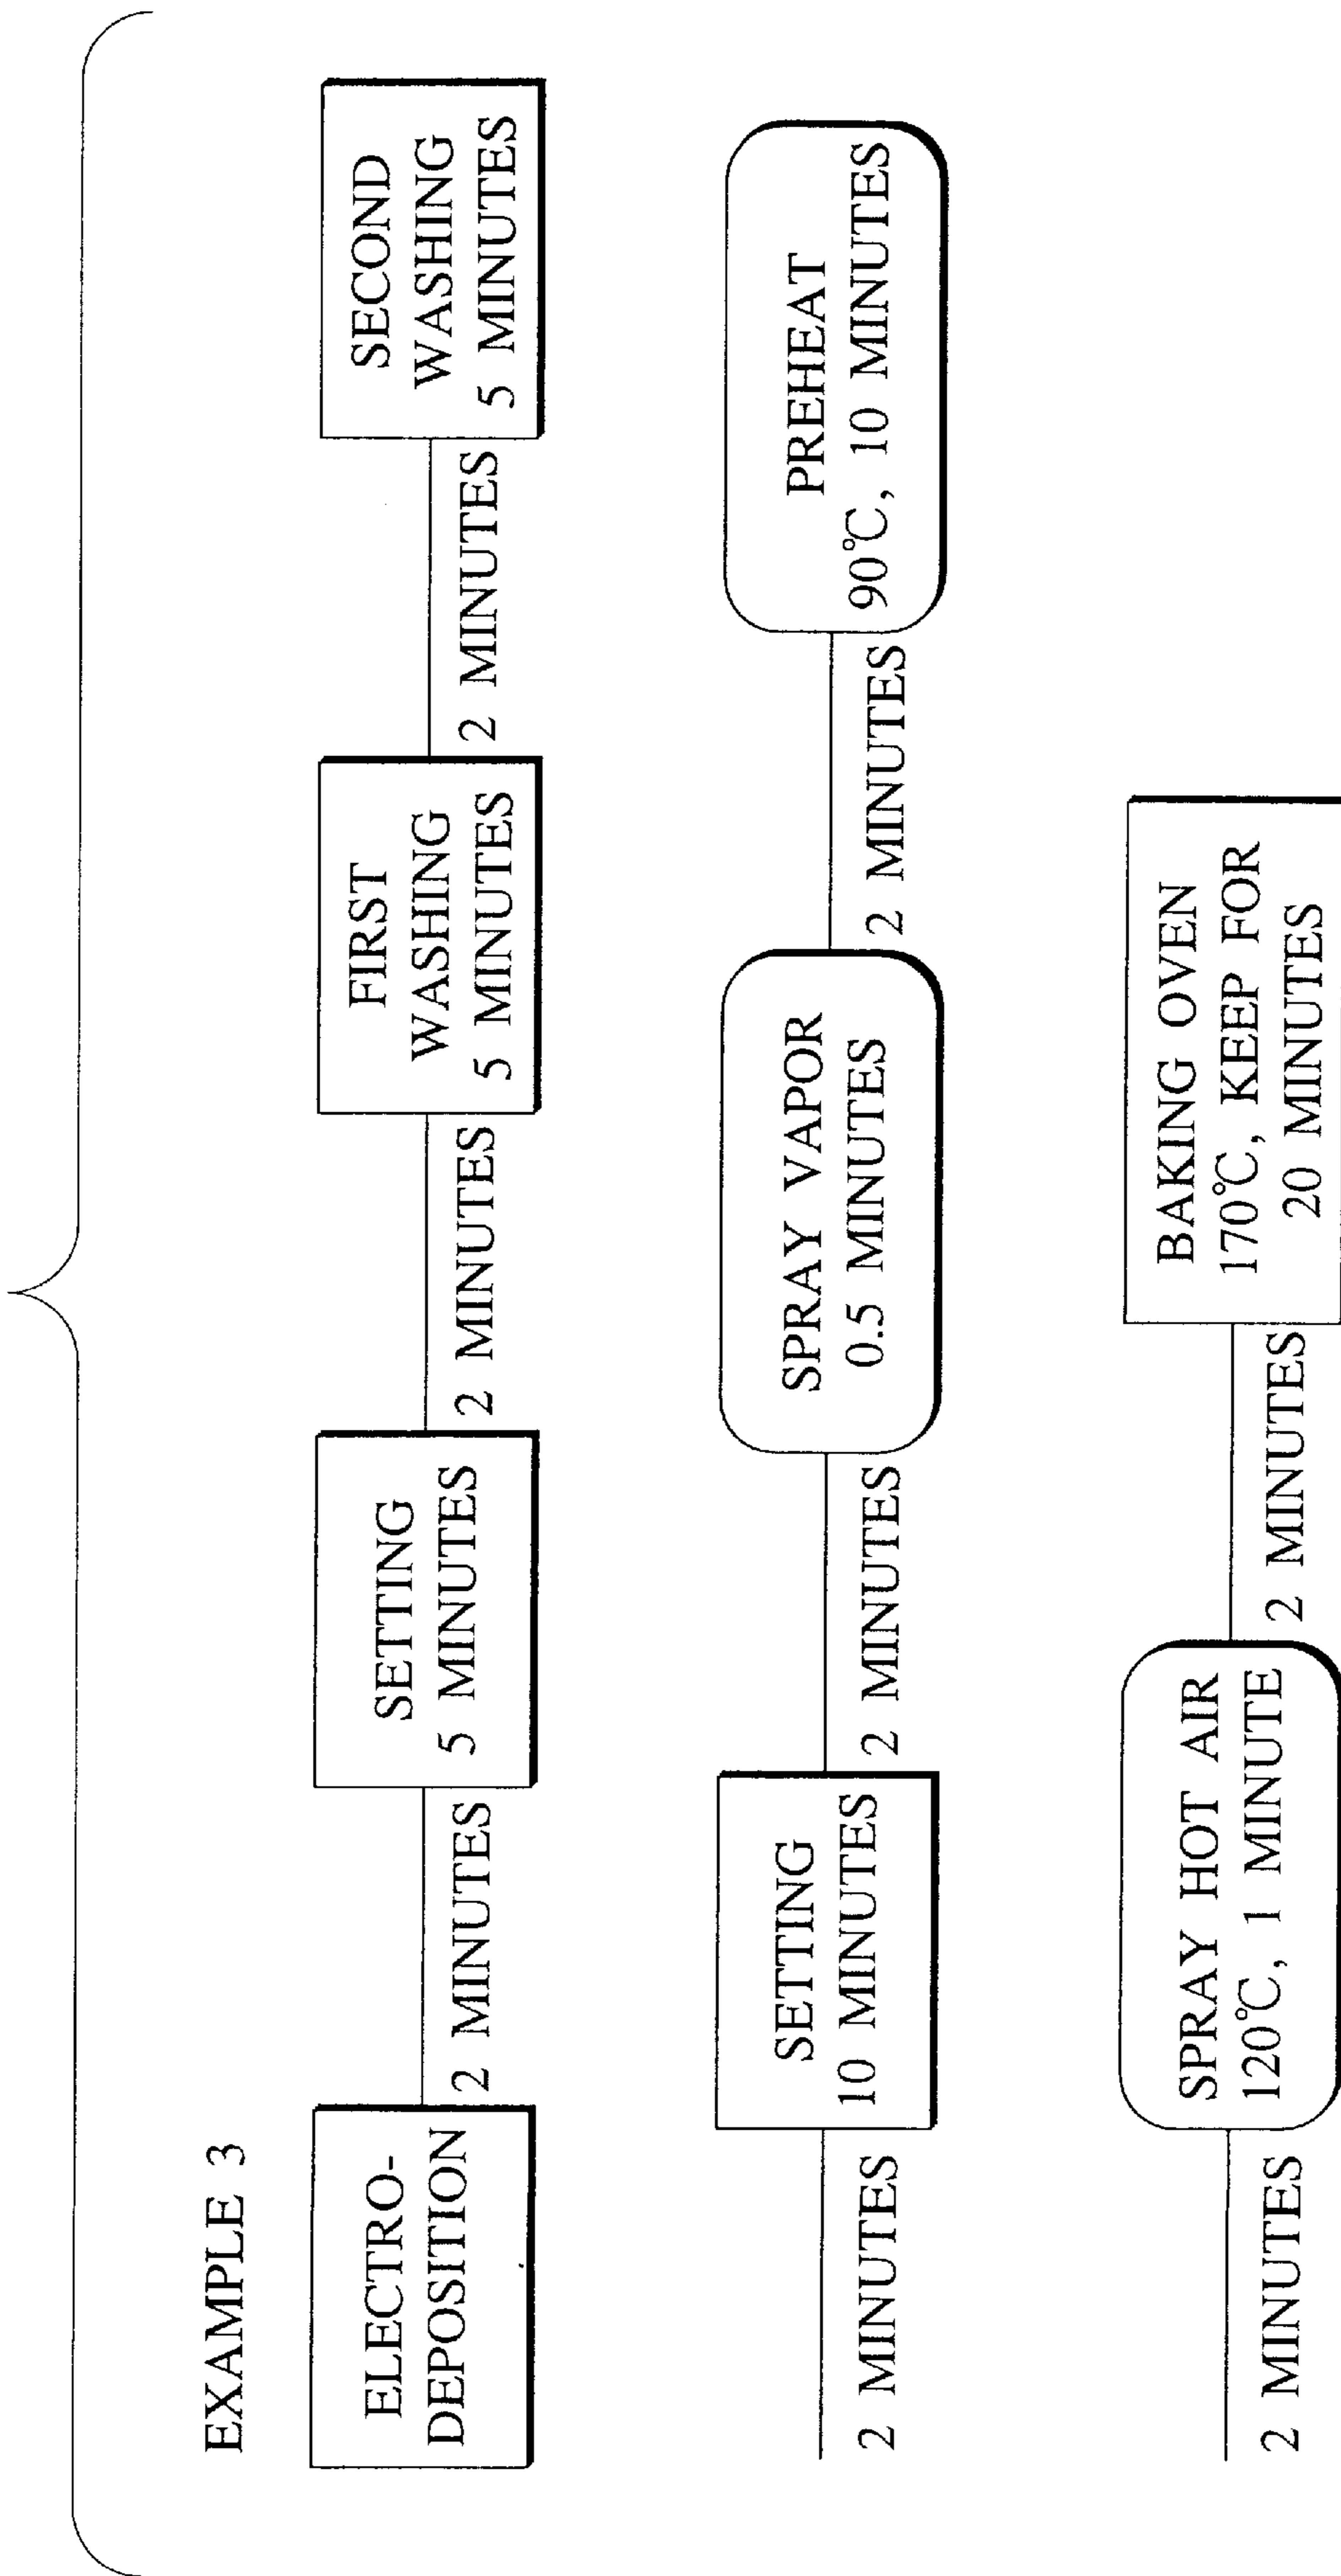 EXAMPLE 3
ELECTRO-
DEPOSITION
2 MINUTES
SETTING
5 MINUTES
2 MINUTES
FIRST
WASHING
5 MINUTES
2 MINUTES
SECOND
WASHING
5 MINUTES
2 MINUTES
SETTING
10 MINUTES
2 MINUTES
SPRAY VAPOR
0.5 MINUTES
2 MINUTES
PREHEAT
90℃, 10 MINUTES
2 MINUTES
SPRAY HOT AIR
120℃, 1 MINUTE
2 MINUTES
BAKING OVEN
170℃, KEEP FOR
20 MINUTES